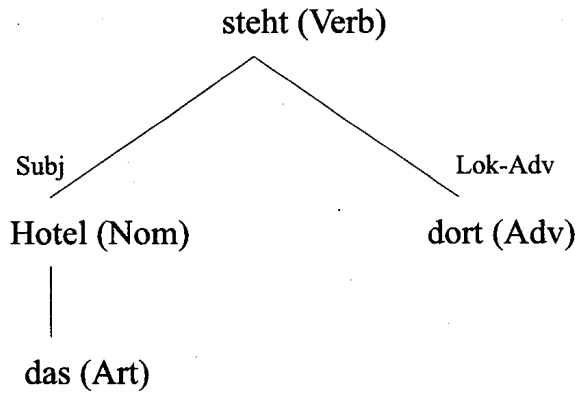 steht (Verb)
Subj
Lok-Adv
Hotel (Nom)
dort (Adv)
das (Art)